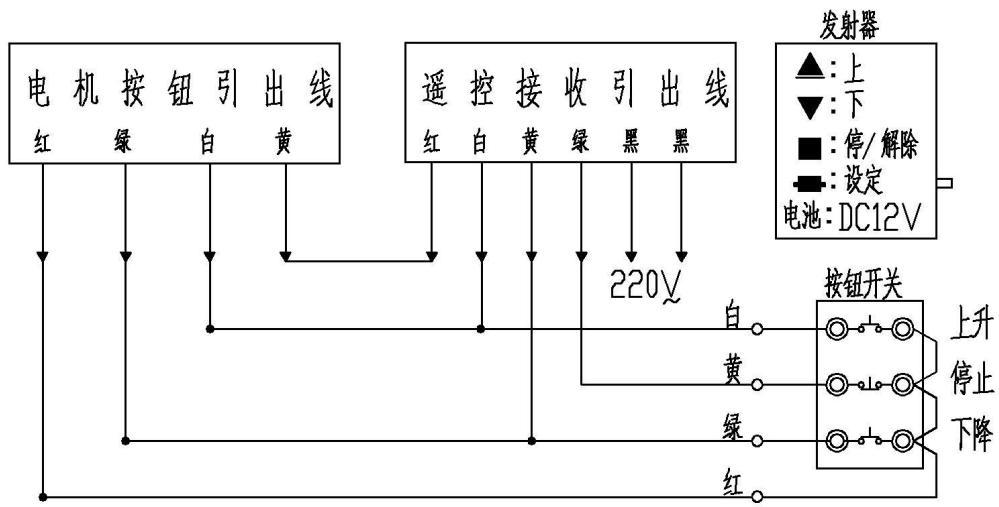 发射器
电机按钮引出线
红 绿 白 黄
遥控接收引出线
红 白 黄 绿 黑 黑
▲:上
▼:下
■:停/解除
:设定
电池:DC12V
220V~
按钮开关
白
上升
黄
停止
绿
下降
红